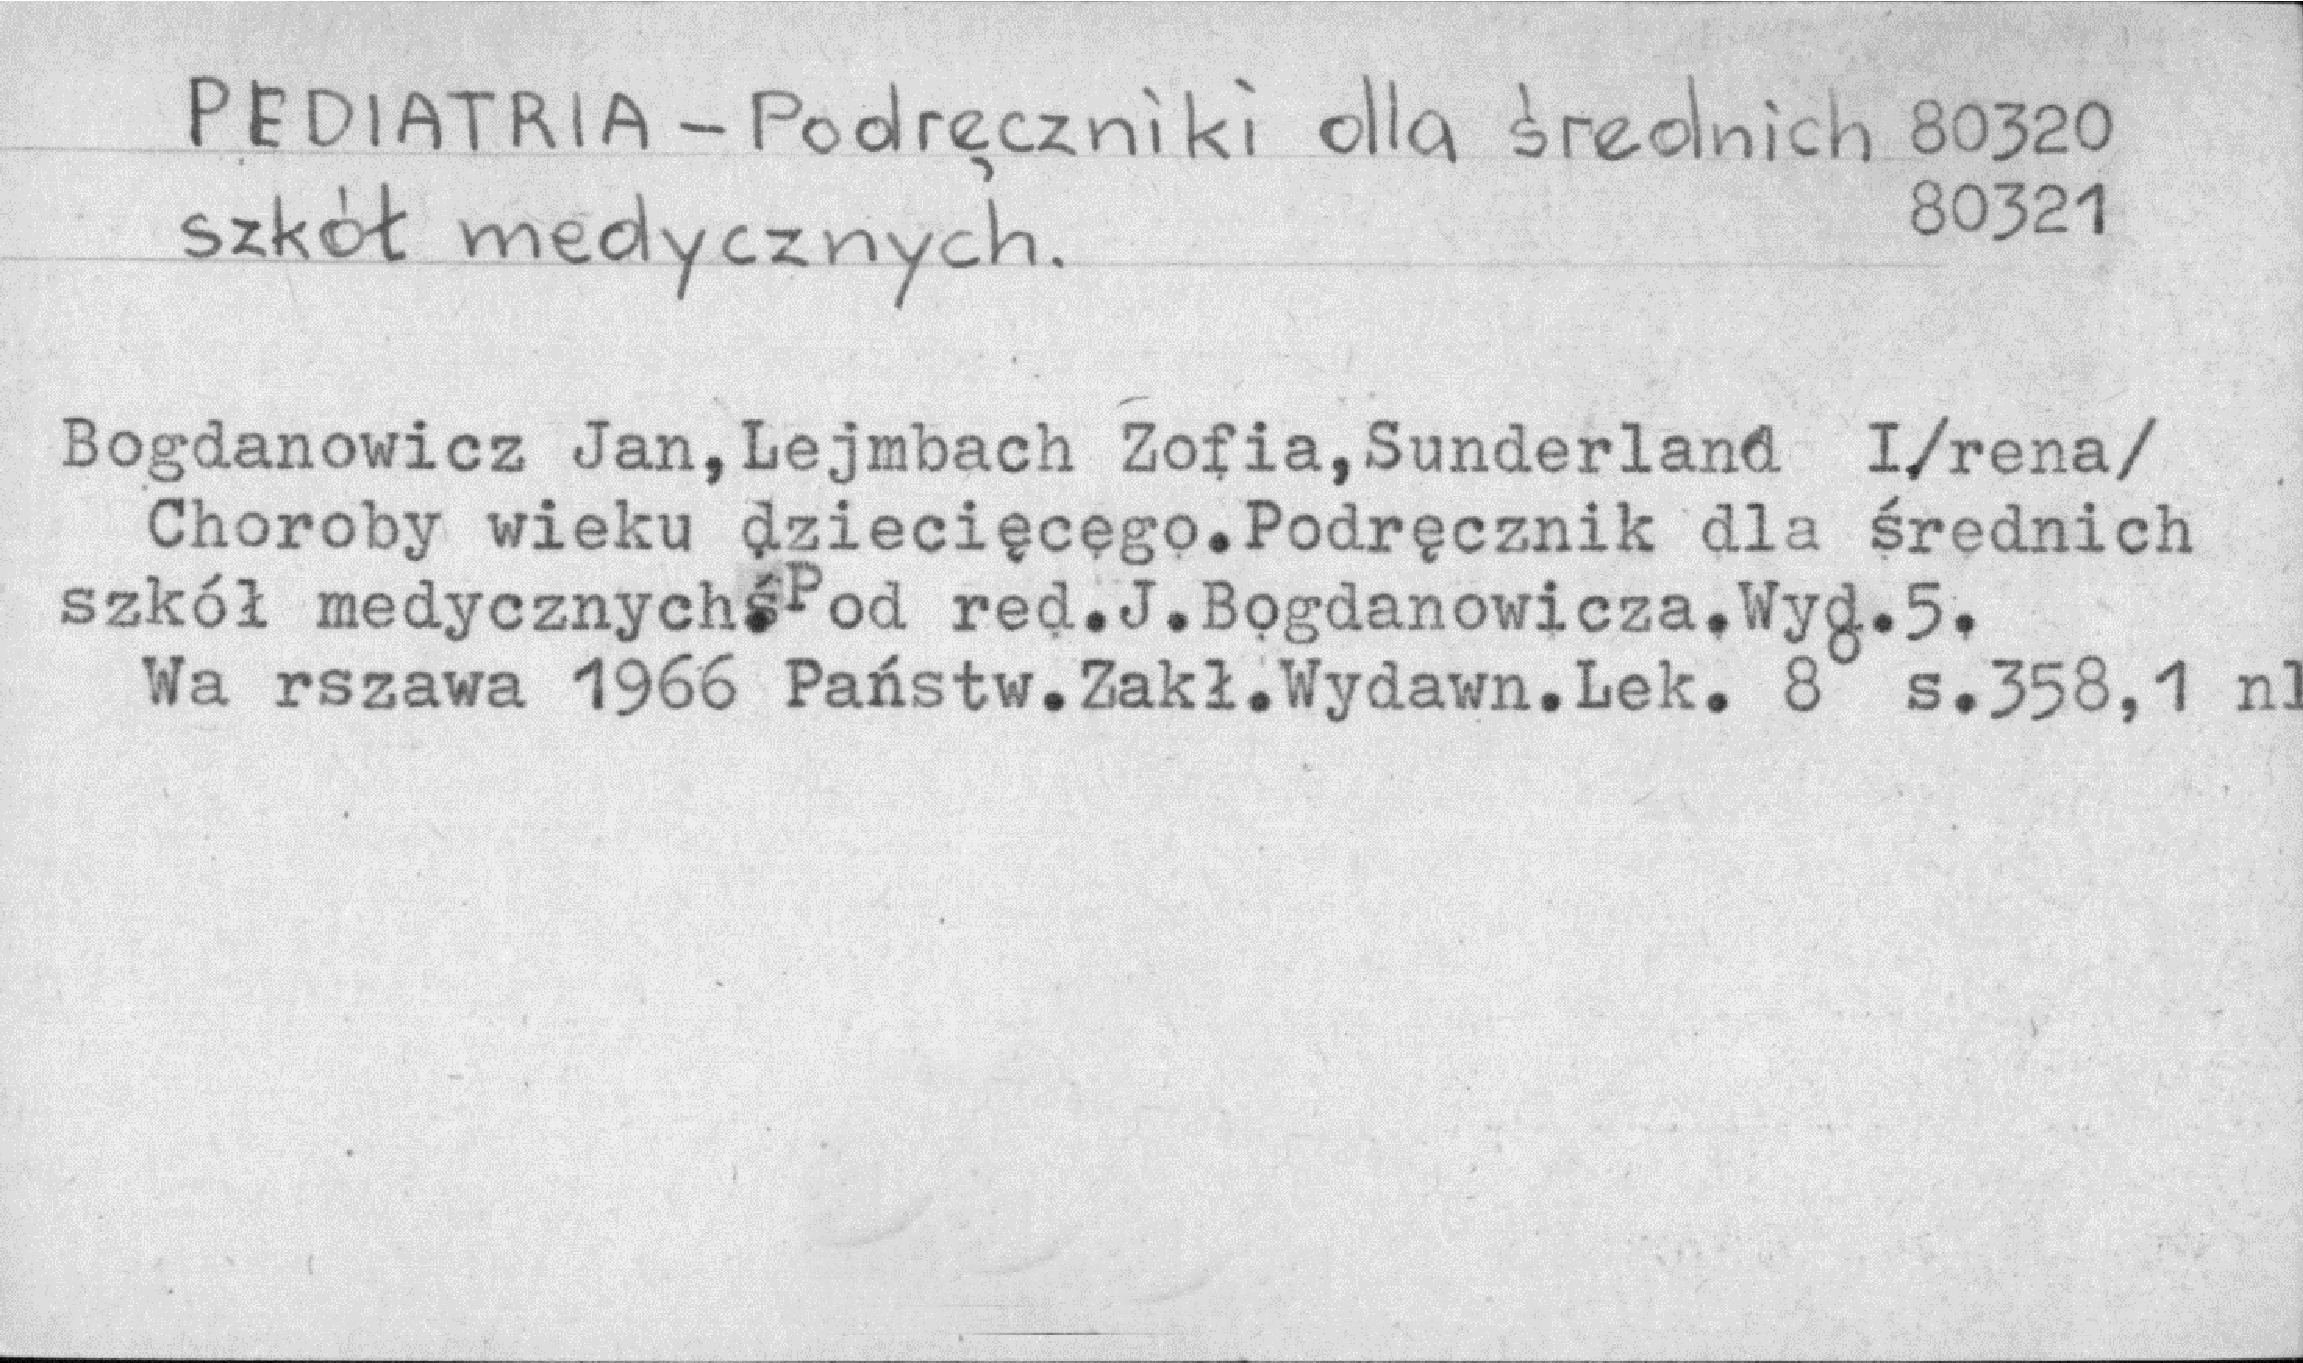 PEDIATRIA - Podręczniki dla średnich 80320
80321
szkół medycznych.
Bogdanowicz Jan,Lejmbach Zofia,Sunderland I/rena/
Choroby wieku dziecięcego.Podręcznik dla średnich
szkół medycznych.Pod red.J.Bogdanowicza.Wyd.5.
Wa rszawa 1966 Państw.Zakł.Wydawn.Lek. 8° s.358,1 nl